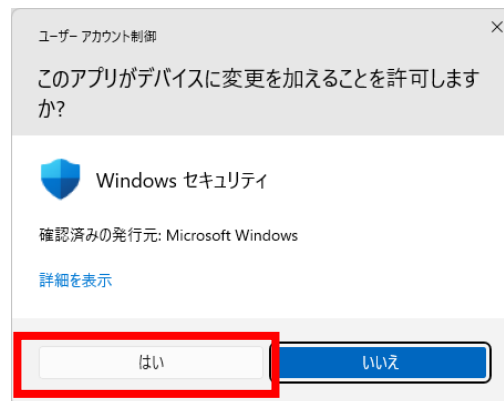 ユーザー アカウント制御
このアプリがデバイスに変更を加えることを許可します
か?
Windows セキュリティ
確認済みの発行元: Microsoft Windows
詳細を表示
はい
いいえ